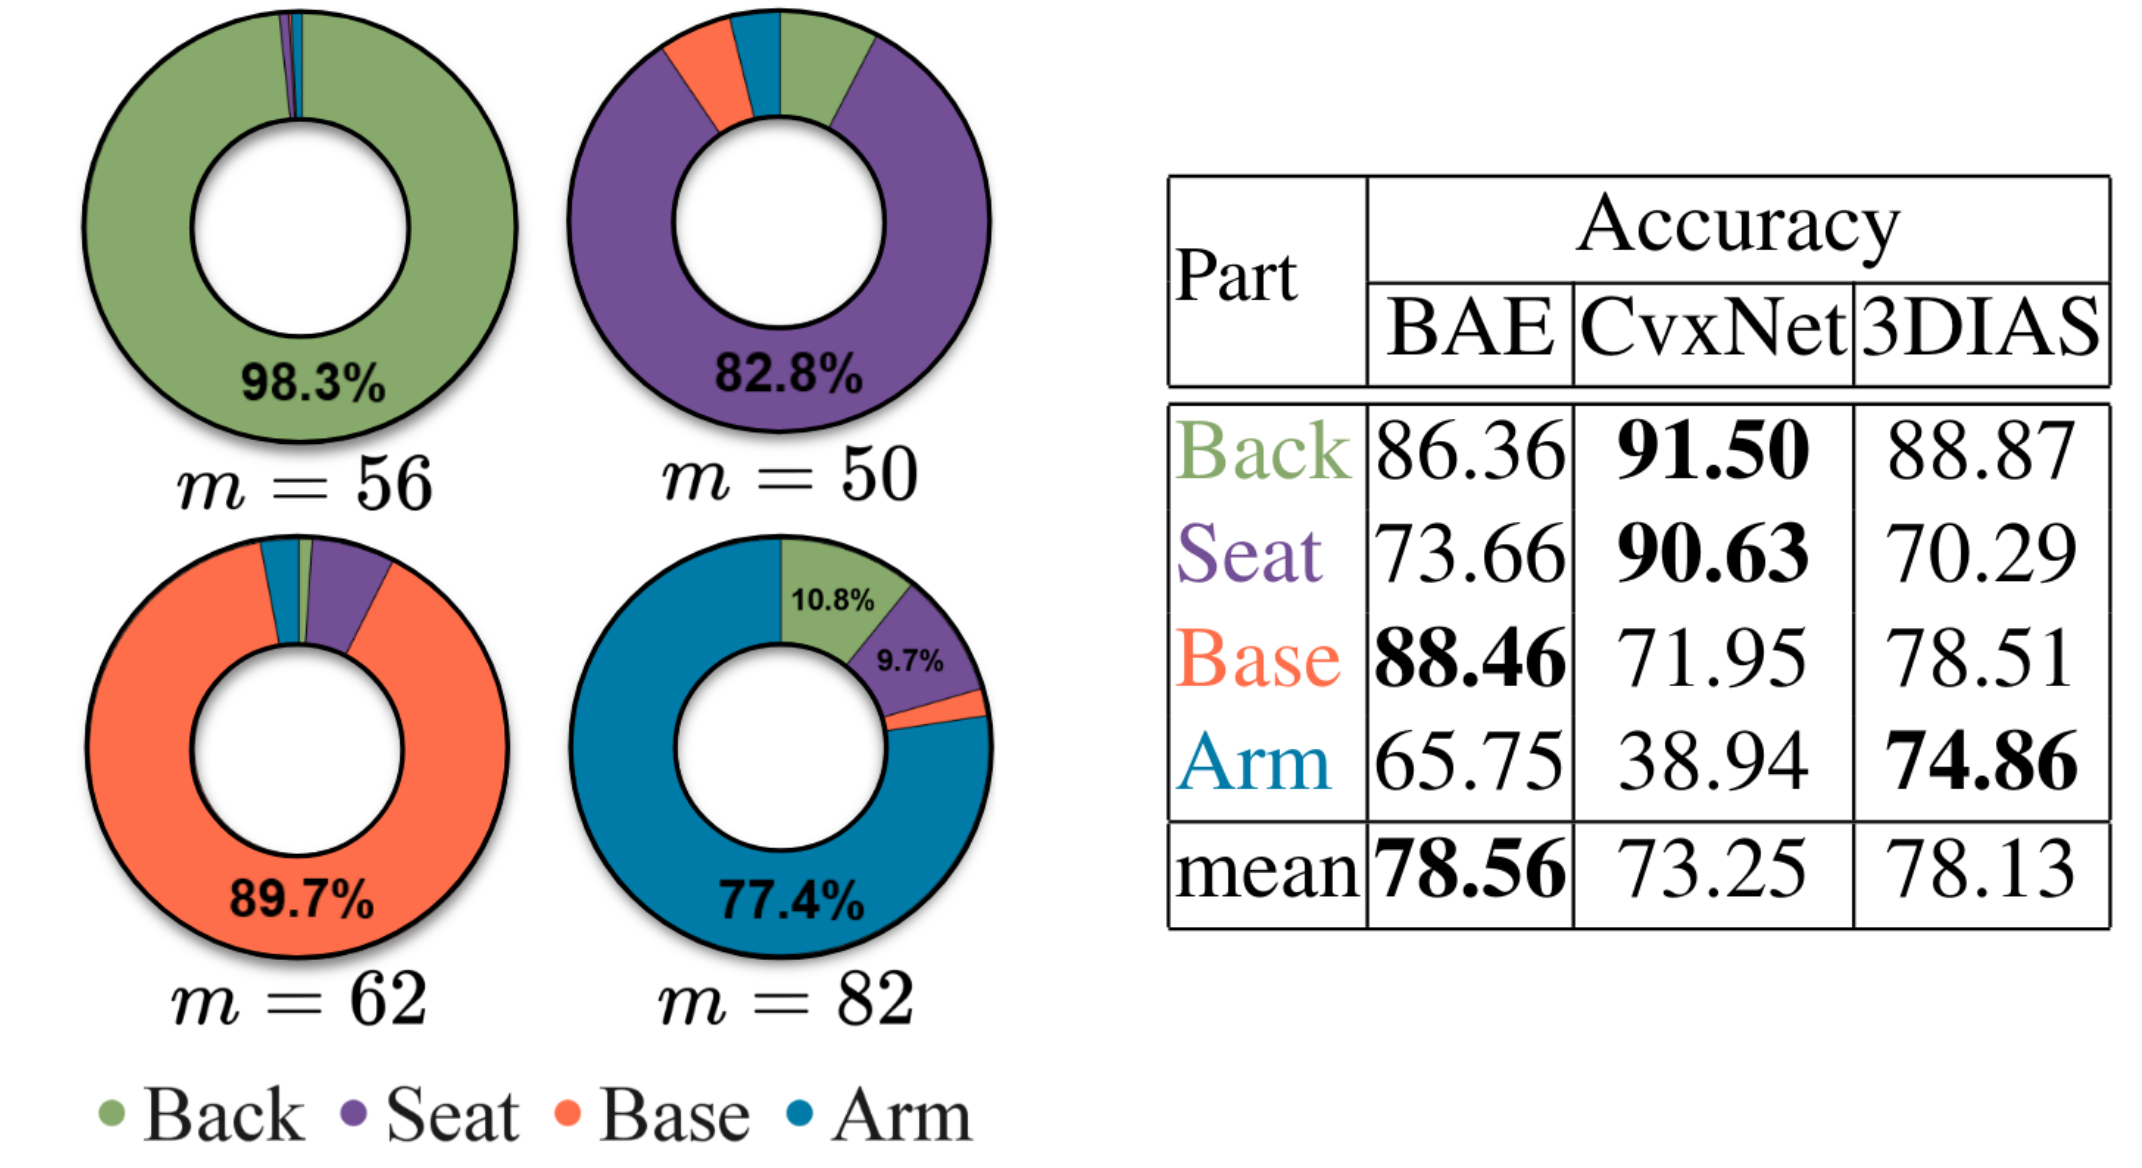 98.3%
m = 56
82.8%
m = 50
89.7%
m = 62
10.8%
9.7%
77.4%
m = 82
Back Seat Base Arm
Part Accuracy
BAE CvxNet 3DIAS
Back 86.36 91.50 88.87
Seat 73.66 90.63 70.29
Base 88.46 71.95 78.51
Arm 65.75 38.94 74.86
mean 78.56 73.25 78.13